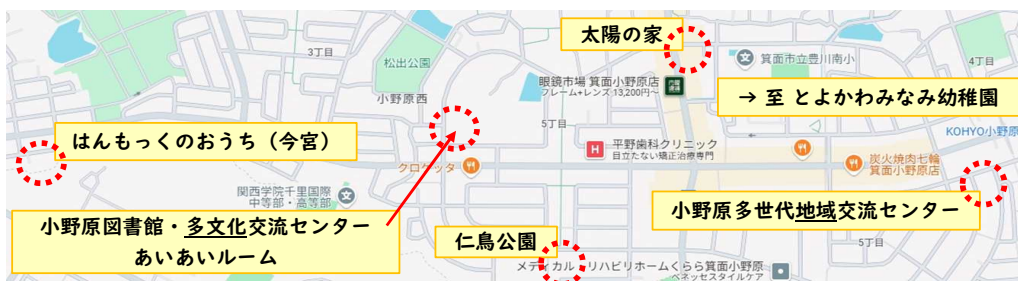 太陽の家
3丁目
松出公園
箕面市立豊川南小
4丁目
眼鏡市場 箕面小野原店
フレーム+レンズ 13,200円~
小野原西
→ 至 とよかわみなみ幼稚園
5丁目
はんもっくのおうち（今宮）
KOHYO小野原
平野歯科クリニック
目立たない矯正治療専門
クロケッタ
炭火焼肉七輪
箕面小野原店
関西学院千里国際
中等部・高等部
小野原多世代地域交流センター
小野原図書館・多文化交流センター
あいあいルーム
仁鳥公園
5丁目
メディカル・リハビリホームくらら箕面小野原
ベネッセスタイルケア